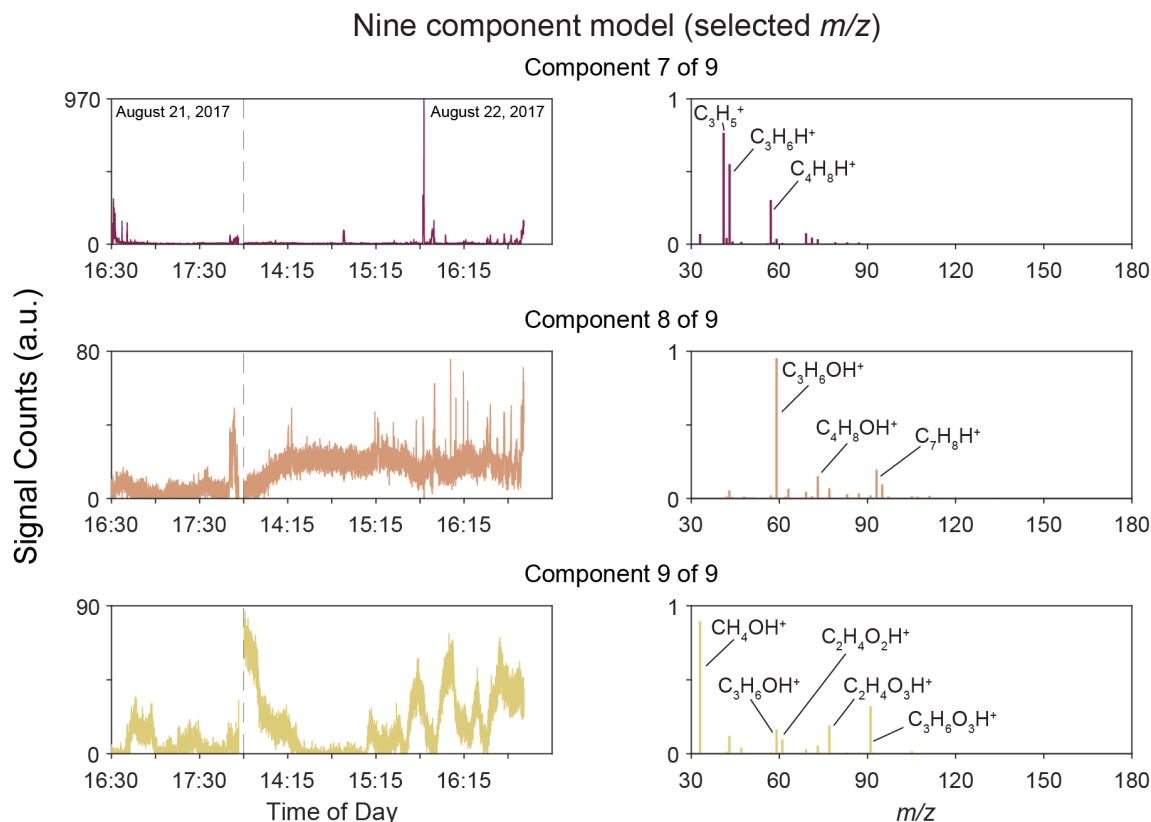 Nine component model (selected m/z)
Component 7 of 9
970
August 21, 2017
August 22, 2017
0
16:30 17:30 14:15 15:15 16:15
1
C₃H₅⁺
C₃H₆H⁺
C₄H₈H⁺
0
30 60 90 120 150 180
Signal Counts (a.u.)
Component 8 of 9
80
0
16:30 17:30 14:15 15:15 16:15
1
C₃H₆OH⁺
C₄H₈OH⁺
C₇H₈H⁺
0
30 60 90 120 150 180
Component 9 of 9
90
0
16:30 17:30 14:15 15:15 16:15
Time of Day
1
CH₄OH⁺
C₂H₄O₂H⁺
C₃H₆OH⁺
C₂H₄O₃H⁺
C₃H₆O₃H⁺
0
30 60 90 120 150 180
m/z